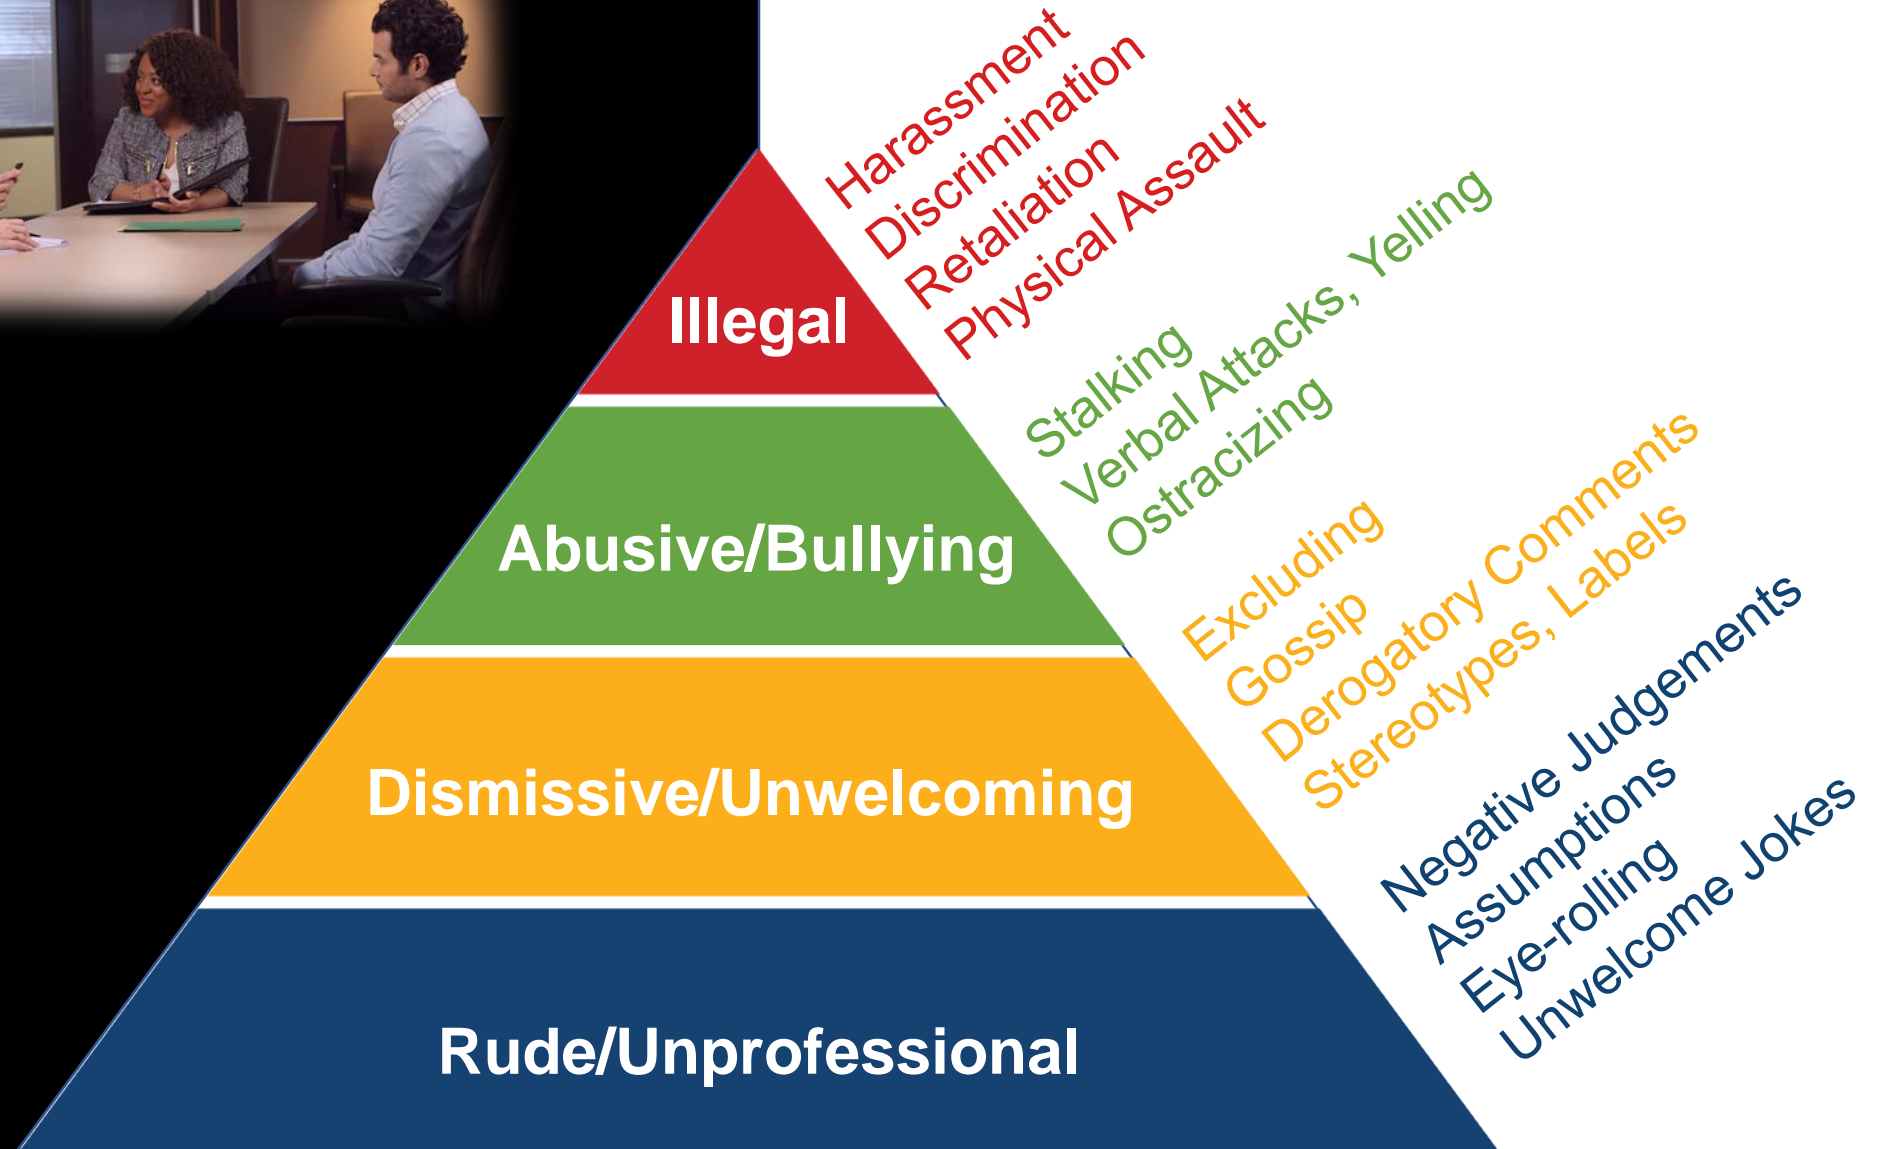 Harassment
Discrimination
Retaliation
Physical Assault
Illegal
Stalking
Verbal Attacks, Yelling
Ostracizing
Abusive/Bullying
Excluding
Gossip
Derogatory Comments
Stereotypes, Labels
Dismissive/Unwelcoming
Negative Judgements
Assumptions
Eye-rolling
Unwelcome Jokes
Rude/Unprofessional